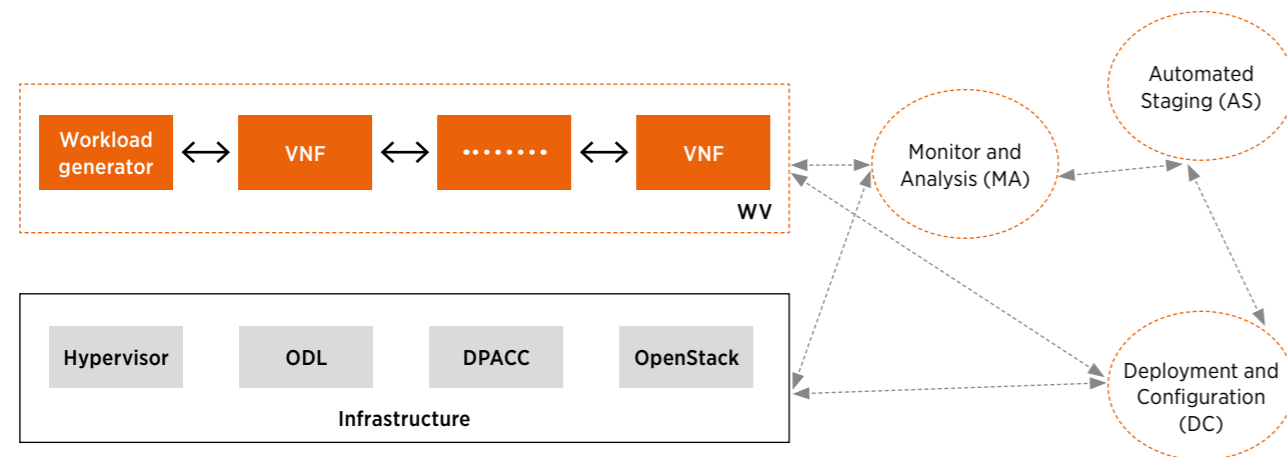 Workload
generator
VNF
........
VNF
WV
Monitor and
Analysis (MA)
Automated
Staging (AS)
Hypervisor
ODL
DPACC
OpenStack
Infrastructure
Deployment and
Configuration
(DC)